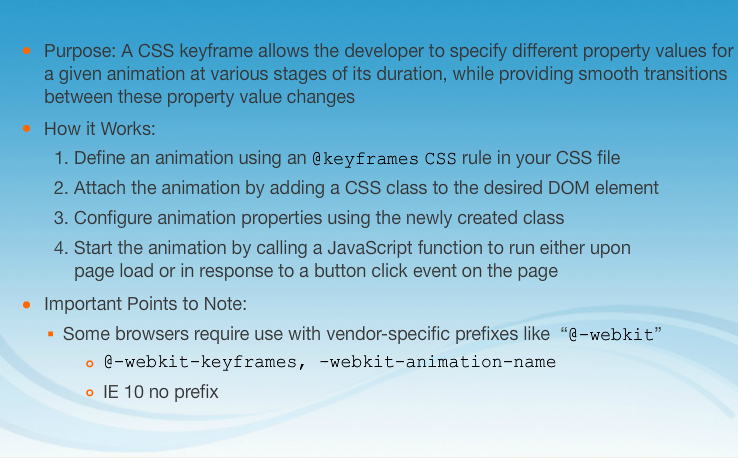 Purpose: A CSS keyframe allows the developer to specify different property values for
a given animation at various stages of its duration, while providing smooth transitions
between these property value changes
How it Works:
1. Define an animation using an @keyframes CSS rule in your CSS file
2. Attach the animation by adding a CSS class to the desired DOM element
3. Configure animation properties using the newly created class
4. Start the animation by calling a JavaScript function to run either upon
page load or in response to a button click event on the page
Important Points to Note:
Some browsers require use with vendor-specific prefixes like “@-webkit”
@-webkit-keyframes, -webkit-animation-name
IE 10 no prefix